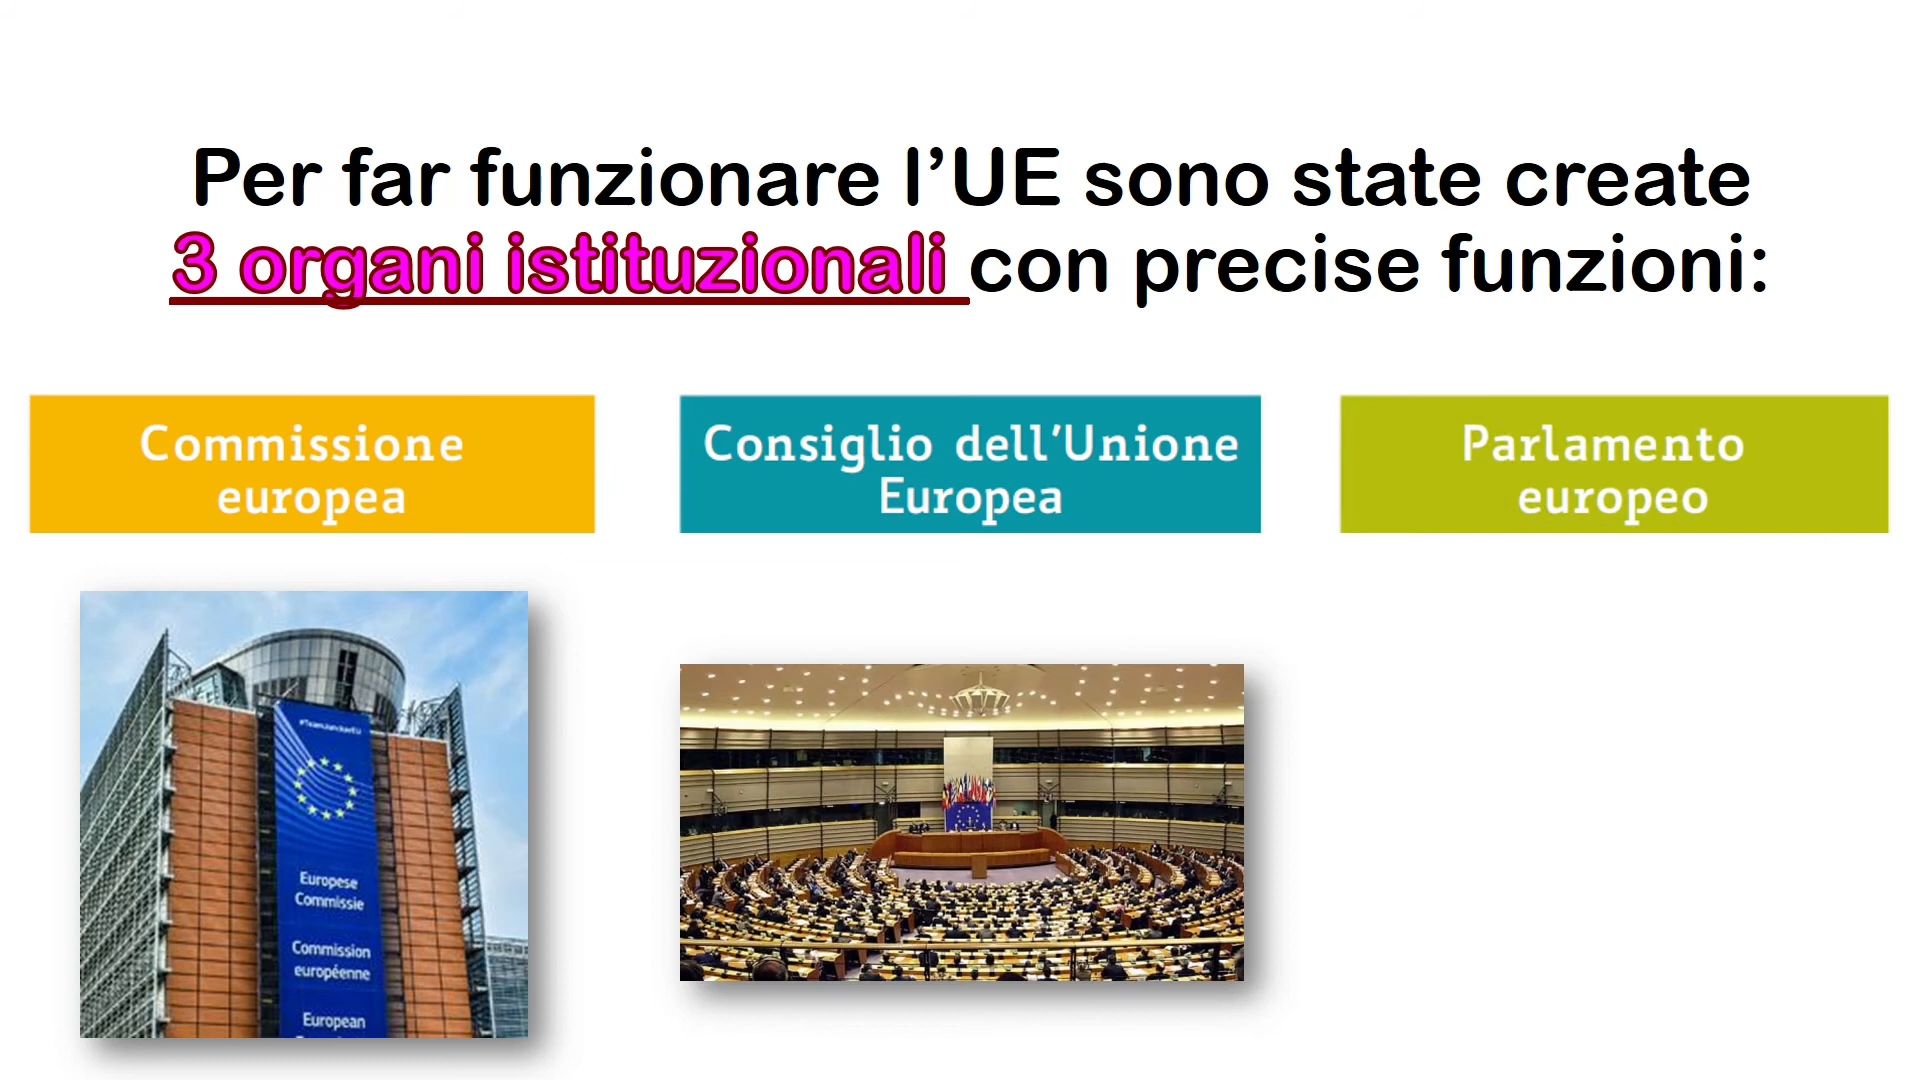 Per far funzionare l’UE sono state create
3 organi istituzionali con precise funzioni:
Commissione
europea
Consiglio dell’Unione
Europea
Parlamento
europeo
#TeamJunckerEU
Europese
Commissie
Commission
européenne
European